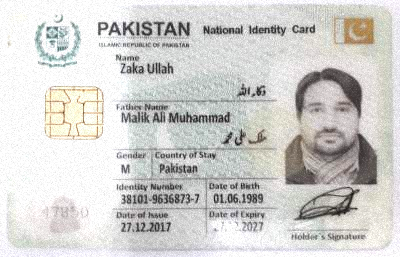 PAKISTAN National Identity Card
ISLAMIC REPUBLIC OF PAKISTAN
Name
Zaka Ullah
ذکاء اللہ
Father Name
Malik Ali Muhammad
ملک علی محمد
Gender Country of Stay
M Pakistan
Identity Number Date of Birth
38101-9636873-7 01.06.1989
Date of Issue Date of Expiry
27.12.2017 27.12.2027
Holder's Signature